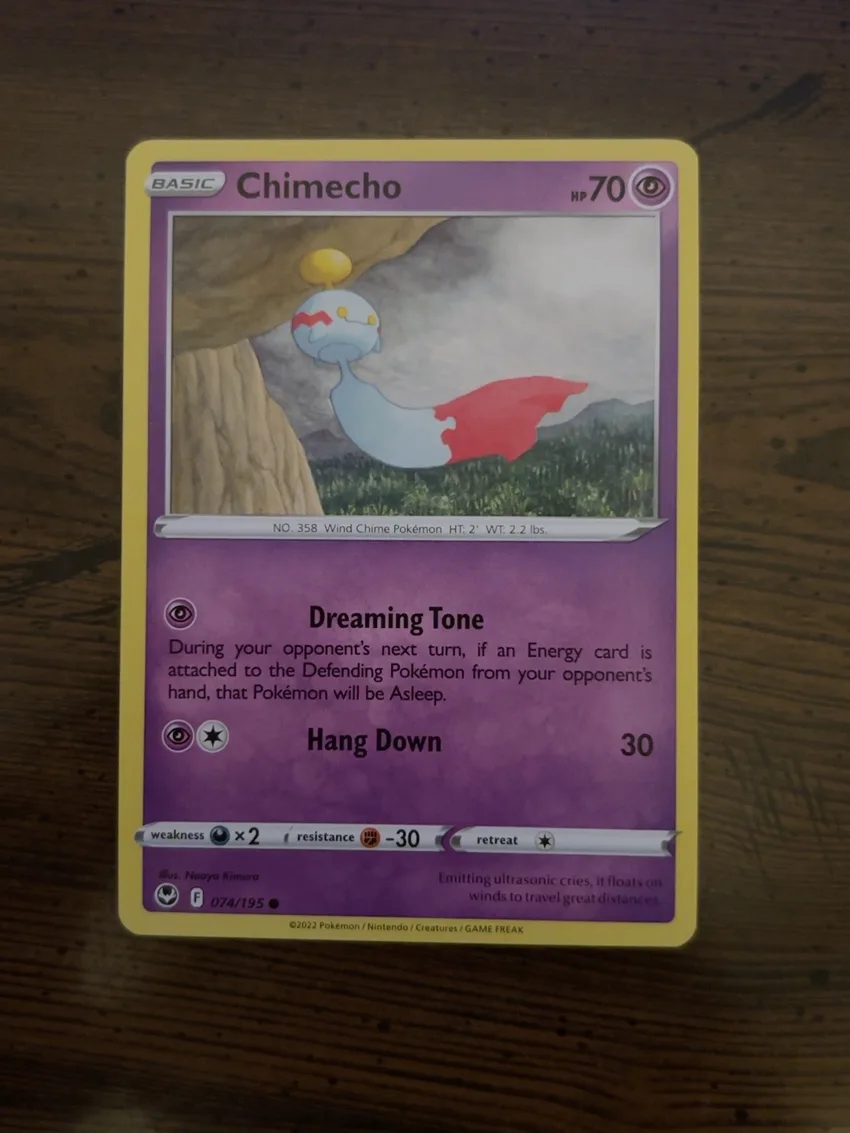 BASIC Chimecho HP 70
NO. 358 Wind Chime Pokémon HT: 2' WT: 2.2 lbs.
Dreaming Tone
During your opponent's next turn, if an Energy card is
attached to the Defending Pokémon from your opponent's
hand, that Pokémon will be Asleep.
Hang Down 30
weakness ×2 resistance -30 retreat
illus. Naoyo Kimura
Emitting ultrasonic cries, it floats on
winds to travel great distances.
F 074/195
©2022 Pokémon / Nintendo / Creatures / GAME FREAK